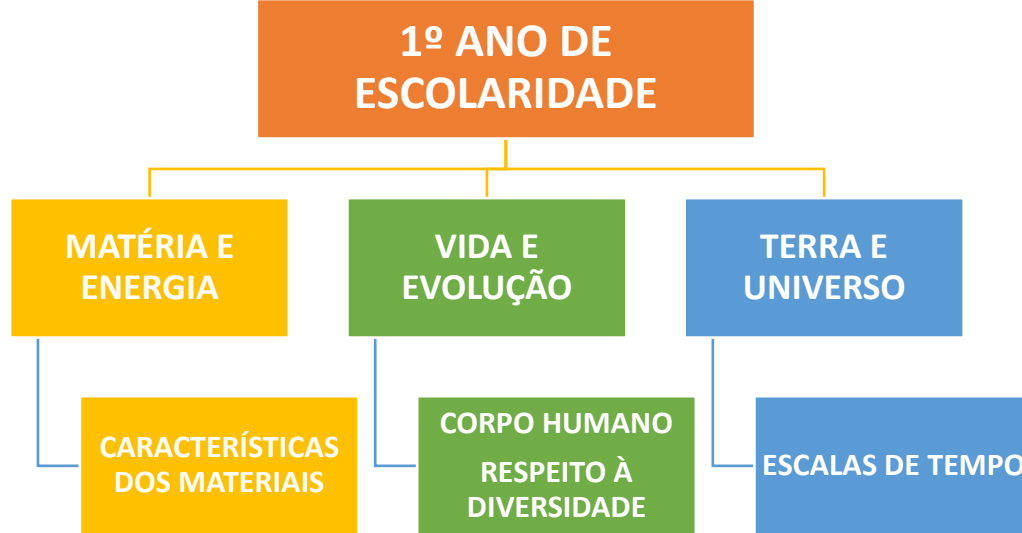 1º ANO DE
ESCOLARIDADE
MATÉRIA E
ENERGIA
VIDA E
EVOLUÇÃO
TERRA E
UNIVERSO
CARACTERÍSTICAS
DOS MATERIAIS
CORPO HUMANO
RESPEITO À
DIVERSIDADE
ESCALAS DE TEMPO